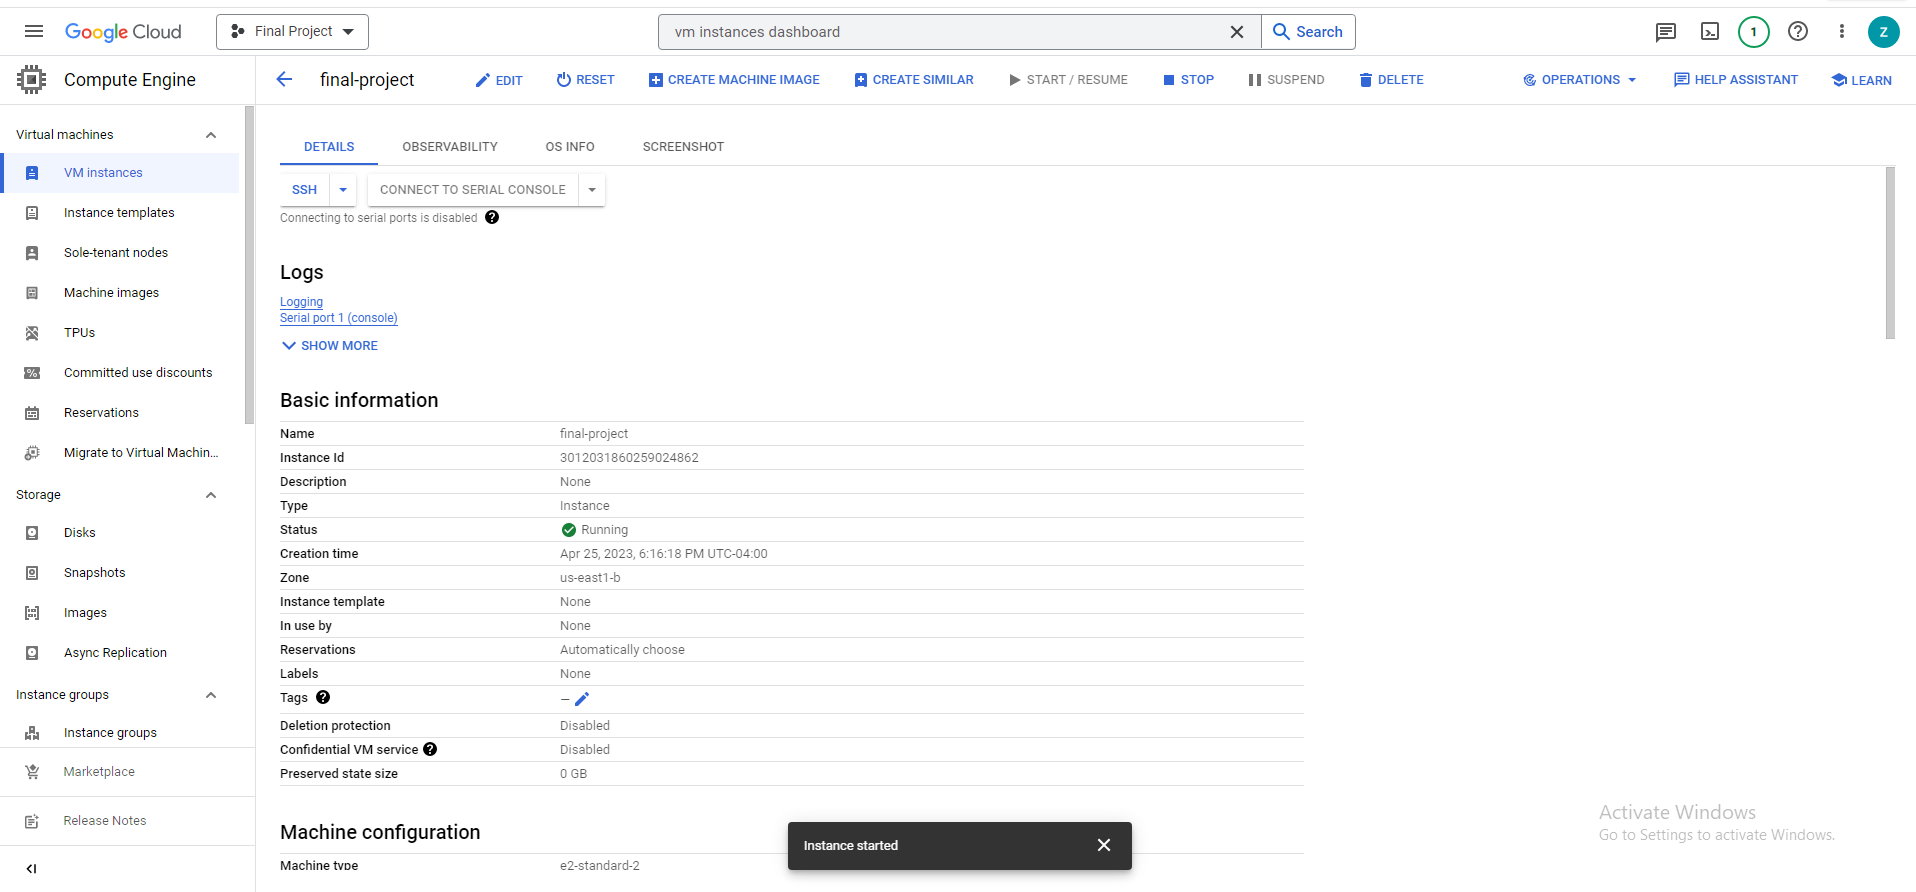 Google Cloud
Final Project
vm instances dashboard
Search
1
Z
Compute Engine
final-project
EDIT
RESET
CREATE MACHINE IMAGE
CREATE SIMILAR
START / RESUME
STOP
SUSPEND
DELETE
OPERATIONS
HELP ASSISTANT
LEARN
Virtual machines
VM instances
Instance templates
Sole-tenant nodes
Machine images
TPUs
Committed use discounts
Reservations
Migrate to Virtual Machin...
Storage
Disks
Snapshots
Images
Async Replication
Instance groups
Instance groups
Marketplace
Release Notes
DETAILS
OBSERVABILITY
OS INFO
SCREENSHOT
SSH
CONNECT TO SERIAL CONSOLE
Connecting to serial ports is disabled
Logs
Logging
Serial port 1 (console)
SHOW MORE
Basic information
Name final-project
Instance Id 3012031860259024862
Description None
Type Instance
Status Running
Creation time Apr 25, 2023, 6:16:18 PM UTC-04:00
Zone us-east1-b
Instance template None
In use by None
Reservations Automatically choose
Labels None
Tags —
Deletion protection Disabled
Confidential VM service Disabled
Preserved state size 0 GB
Machine configuration
Machine type e2-standard-2
Instance started
Activate Windows
Go to Settings to activate Windows.